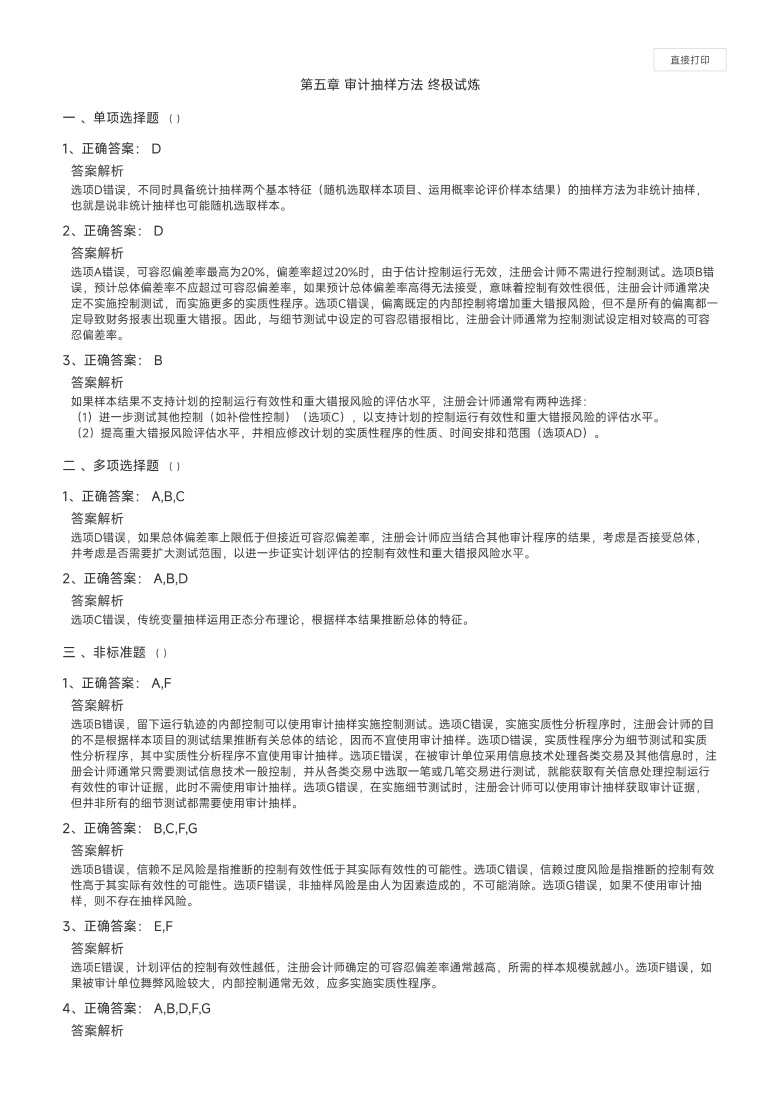 直接打印
第五章 审计抽样方法 终极试炼
一 、单项选择题 （ ）
1、正确答案： D
答案解析
选项D错误，不同时具备统计抽样两个基本特征（随机选取样本项目、运用概率论评价样本结果）的抽样方法为非统计抽样，
也就是说非统计抽样也可能随机选取样本。
2、正确答案： D
答案解析
选项A错误，可容忍偏差率最高为20%，偏差率超过20%时，由于估计控制运行无效，注册会计师不需进行控制测试。选项B错
误，预计总体偏差率不应超过可容忍偏差率，如果预计总体偏差率高得无法接受，意味着控制有效性很低，注册会计师通常决
定不实施控制测试，而实施更多的实质性程序。选项C错误，偏离既定的内部控制将增加重大错报风险，但不是所有的偏离都一
定导致财务报表出现重大错报。因此，与细节测试中设定的可容忍错报相比，注册会计师通常为控制测试设定相对较高的可容
忍偏差率。
3、正确答案： B
答案解析
如果样本结果不支持计划的控制运行有效性和重大错报风险的评估水平，注册会计师通常有两种选择：
（1）进一步测试其他控制（如补偿性控制）（选项C），以支持计划的控制运行有效性和重大错报风险的评估水平。
（2）提高重大错报风险评估水平，并相应修改计划的实质性程序的性质、时间安排和范围（选项AD）。
二 、多项选择题 （ ）
1、正确答案： A,B,C
答案解析
选项D错误，如果总体偏差率上限低于但接近可容忍偏差率，注册会计师应当结合其他审计程序的结果，考虑是否接受总体，
并考虑是否需要扩大测试范围，以进一步证实计划评估的控制有效性和重大错报风险水平。
2、正确答案： A,B,D
答案解析
选项C错误，传统变量抽样运用正态分布理论，根据样本结果推断总体的特征。
三 、非标准题 （ ）
1、正确答案： A,F
答案解析
选项B错误，留下运行轨迹的内部控制可以使用审计抽样实施控制测试。选项C错误，实施实质性分析程序时，注册会计师的目
的不是根据样本项目的测试结果推断有关总体的结论，因而不宜使用审计抽样。选项D错误，实质性程序分为细节测试和实质
性分析程序，其中实质性分析程序不宜使用审计抽样。选项E错误，在被审计单位采用信息技术处理各类交易及其他信息时，注
册会计师通常只需要测试信息技术一般控制，并从各类交易中选取一笔或几笔交易进行测试，就能获取有关信息处理控制运行
有效性的审计证据，此时不需使用审计抽样。选项G错误，在实施细节测试时，注册会计师可以使用审计抽样获取审计证据，
但并非所有的细节测试都需要使用审计抽样。
2、正确答案： B,C,F,G
答案解析
选项B错误，信赖不足风险是指推断的控制有效性低于其实际有效性的可能性。选项C错误，信赖过度风险是指推断的控制有效
性高于其实际有效性的可能性。选项F错误，非抽样风险是由人为因素造成的，不可能消除。选项G错误，如果不使用审计抽
样，则不存在抽样风险。
3、正确答案： E,F
答案解析
选项E错误，计划评估的控制有效性越低，注册会计师确定的可容忍偏差率通常越高，所需的样本规模就越小。选项F错误，如
果被审计单位舞弊风险较大，内部控制通常无效，应多实施实质性程序。
4、正确答案： A,B,D,F,G
答案解析